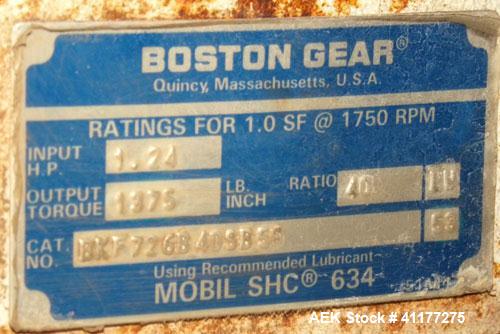 BOSTON GEAR®
Quincy, Massachusetts, U.S.A.
RATINGS FOR 1.0 SF @ 1750 RPM
INPUT H.P. 1.24
OUTPUT TORQUE 1375 LB. INCH RATIO 40
CAT. NO.
Using Recommended Lubricant
MOBIL SHC® 634
AEK Stock #41177275